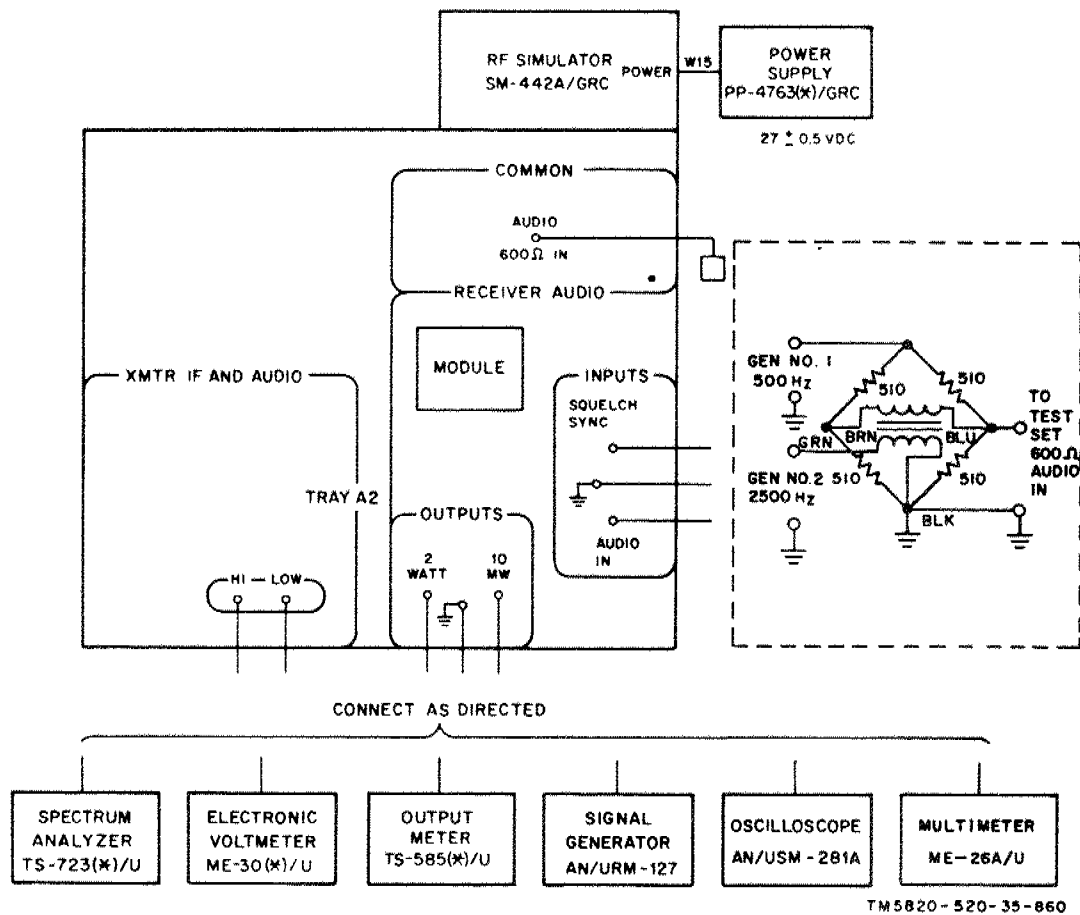 RF SIMULATOR
SM-442A/GRC
POWER
W15
POWER
SUPPLY
PP-4763(*)/GRC
27 ± 0.5 VDC
COMMON
AUDIO
600Ω IN
RECEIVER AUDIO
MODULE
XMTR IF AND AUDIO
INPUTS
SQUELCH
SYNC
AUDIO
IN
TRAY A2
OUTPUTS
2
WATT
10
MW
HI — LOW
GEN NO. 1
500 Hz
510
510
BRN
BLU
GRN
GEN NO. 2
2500 Hz
510
510
BLK
TO
TEST
SET
600Ω
AUDIO
IN
CONNECT AS DIRECTED
SPECTRUM
ANALYZER
TS-723(*)/U
ELECTRONIC
VOLTMETER
ME-30(*)/U
OUTPUT
METER
TS-585(*)/U
SIGNAL
GENERATOR
AN/URM-127
OSCILLOSCOPE
AN/USM-281A
MULTIMETER
ME-26A/U
TM5820-520-35-860